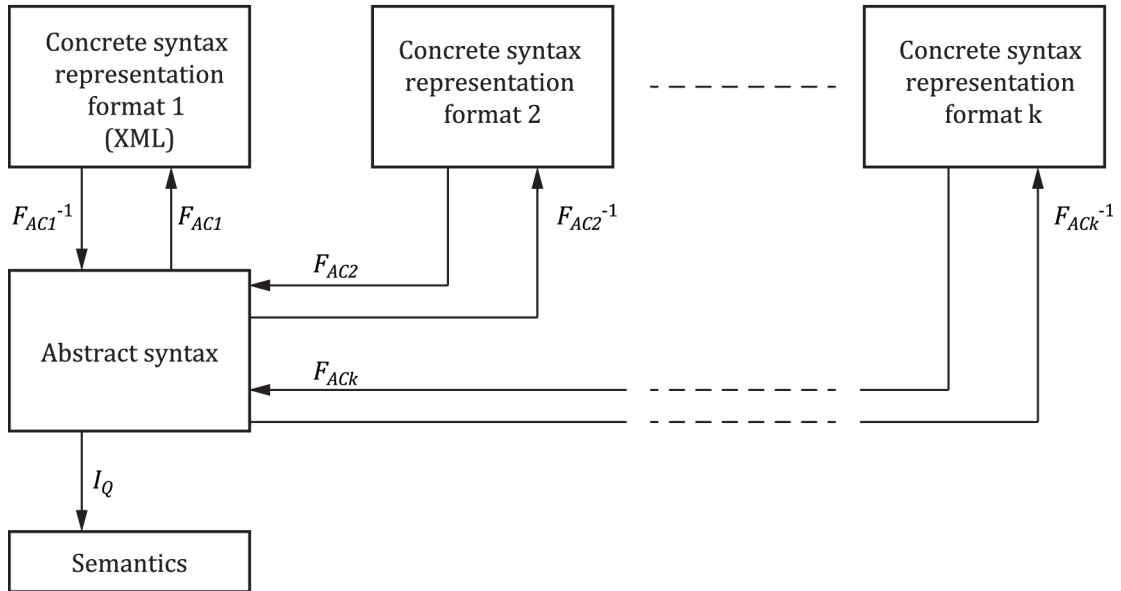 Concrete syntax
representation
format 1
(XML)
Concrete syntax
representation
format 2
Concrete syntax
representation
format k
F_AC1^-1
F_AC1
F_AC2^-1
F_ACk^-1
F_AC2
Abstract syntax
F_ACk
I_Q
Semantics